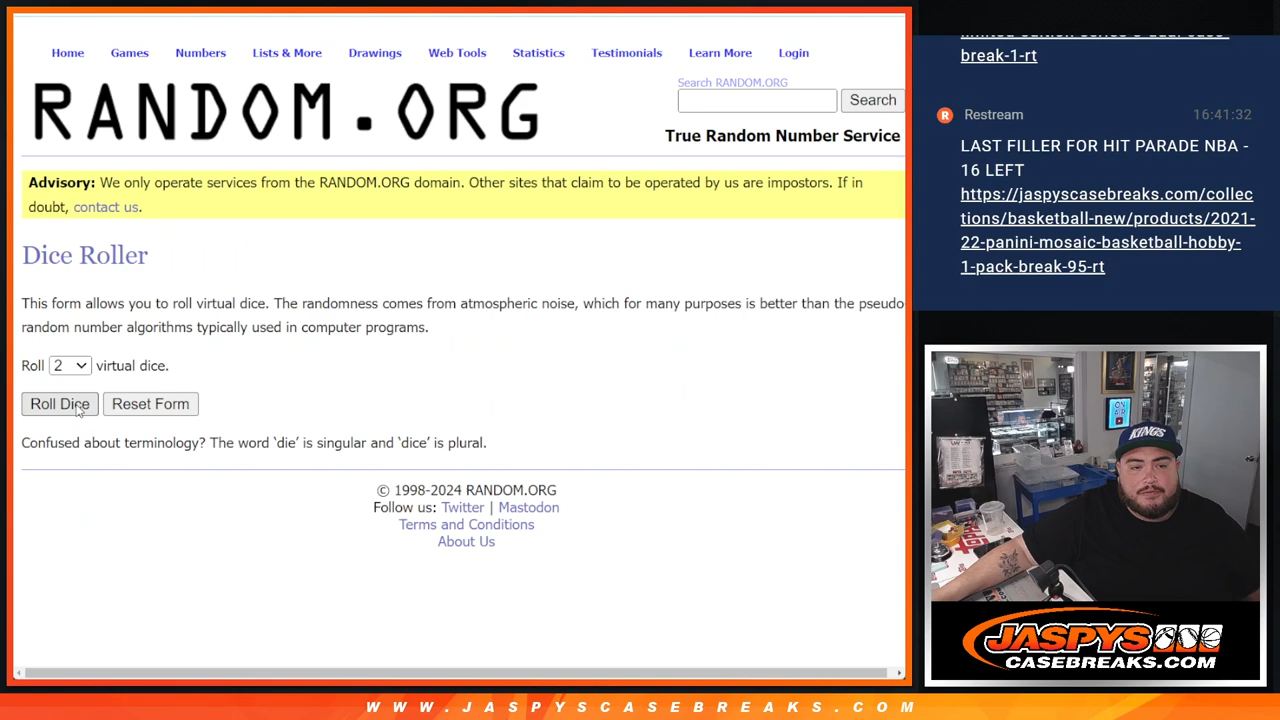 Home Games Numbers Lists & More Drawings Web Tools Statistics Testimonials Learn More Login
RANDOM.ORG
Search RANDOM.ORG
Search
True Random Number Service
Advisory: We only operate services from the RANDOM.ORG domain. Other sites that claim to be operated by us are impostors. If in
doubt, contact us.
Dice Roller
This form allows you to roll virtual dice. The randomness comes from atmospheric noise, which for many purposes is better than the pseudo-
random number algorithms typically used in computer programs.
Roll 2 virtual dice.
Roll Dice Reset Form
Confused about terminology? The word ‘die’ is singular and ‘dice’ is plural.
© 1998-2024 RANDOM.ORG
Follow us: Twitter | Mastodon
Terms and Conditions
About Us
break-1-rt
Restream 16:41:32
LAST FILLER FOR HIT PARADE NBA -
16 LEFT
https://jaspyscasebreaks.com/collec
tions/basketball-new/products/2021-
22-panini-mosaic-basketball-hobby-
1-pack-break-95-rt
ON
AIR
KINGS
JASPYS
CASEBREAKS.COM
WWW.JASPYSCASEBREAKS.COM